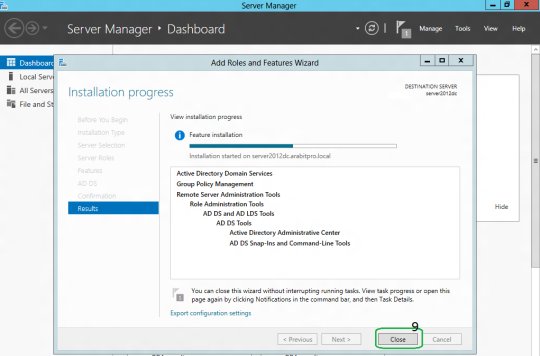 Server Manager
Server Manager ▸ Dashboard
Manage Tools View Help
Dashboard
Local Serv
All Servers
File and St
Add Roles and Features Wizard
Installation progress
DESTINATION SERVER
server2012dc
Before You Begin
Installation Type
Server Selection
Server Roles
Features
AD DS
Confirmation
Results
View installation progress
Feature installation
Installation started on server2012dc.arabitpro.local
Active Directory Domain Services
Group Policy Management
Remote Server Administration Tools
Role Administration Tools
AD DS and AD LDS Tools
AD DS Tools
Active Directory Administrative Center
AD DS Snap-Ins and Command-Line Tools
You can close this wizard without interrupting running tasks. View task progress or open this
page again by clicking Notifications in the command bar, and then Task Details.
Export configuration settings
Hide
9
< Previous Next > Close Cancel